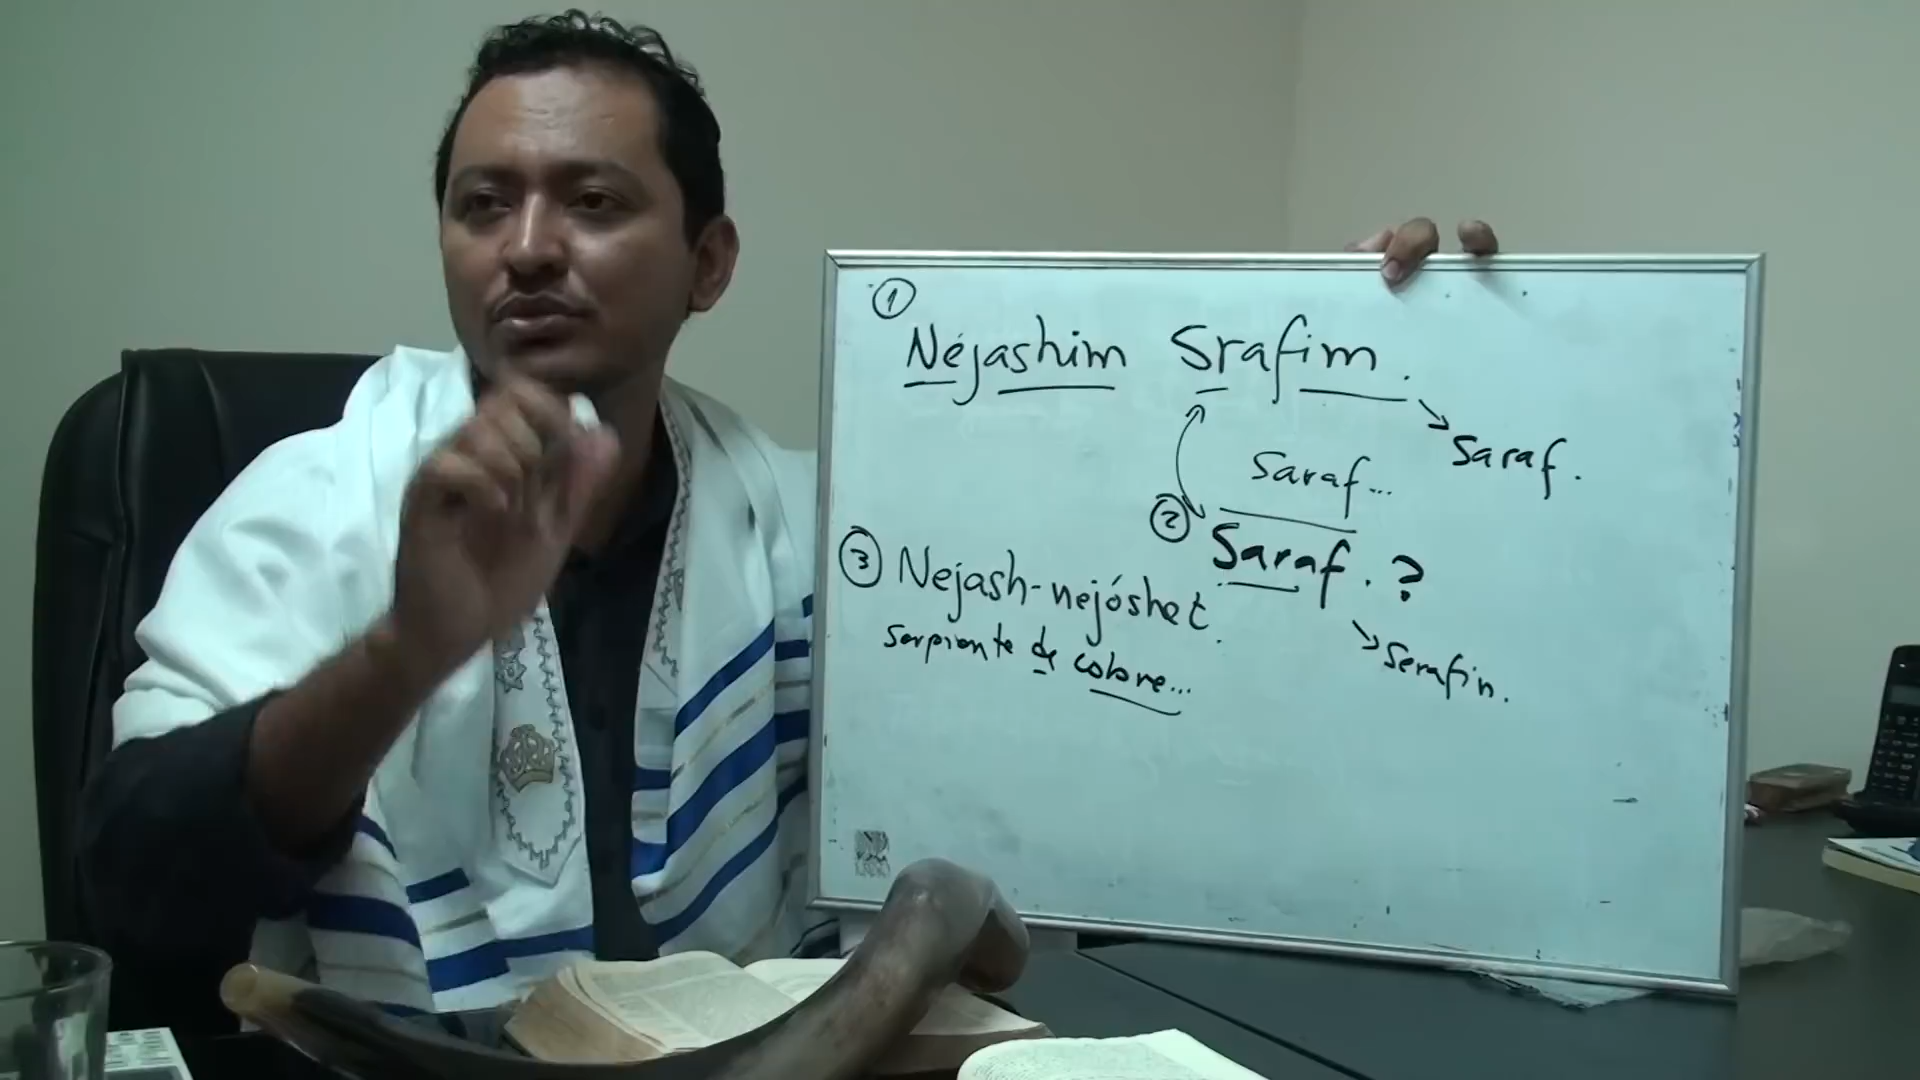 ①
Néjashim Srafim.
Saraf.
Saraf...
② Saraf. ?
③ Nejash-nejóshet.
Serpiente de cobre...
Serafín.